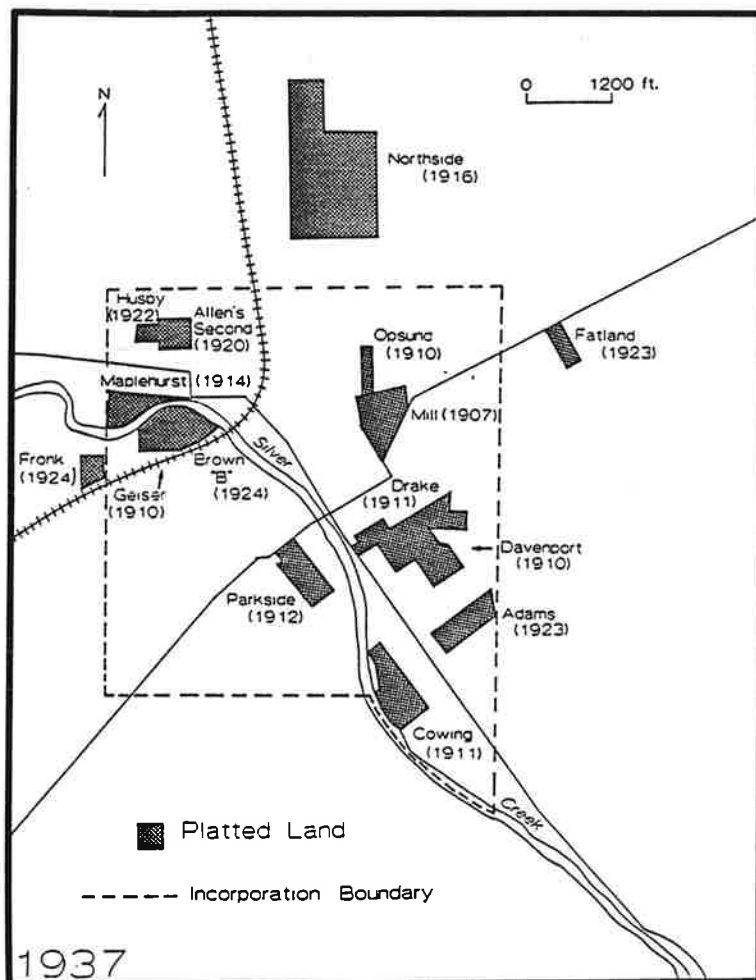 N
0 1200 ft.
Northside
(1916)
Husby
(1922)
Allen's
Second
(1920)
Opsund
(1910)
Fatland
(1923)
Maplehurst (1914)
Mill (1907)
Fronk
(1924)
Geiser
(1910)
Brown
"B"
(1924)
Silver
Drake
(1911)
Davenport
(1910)
Parkside
(1912)
Adams
(1923)
Cowing
(1911)
Creek
Platted Land
Incorporation Boundary
1937